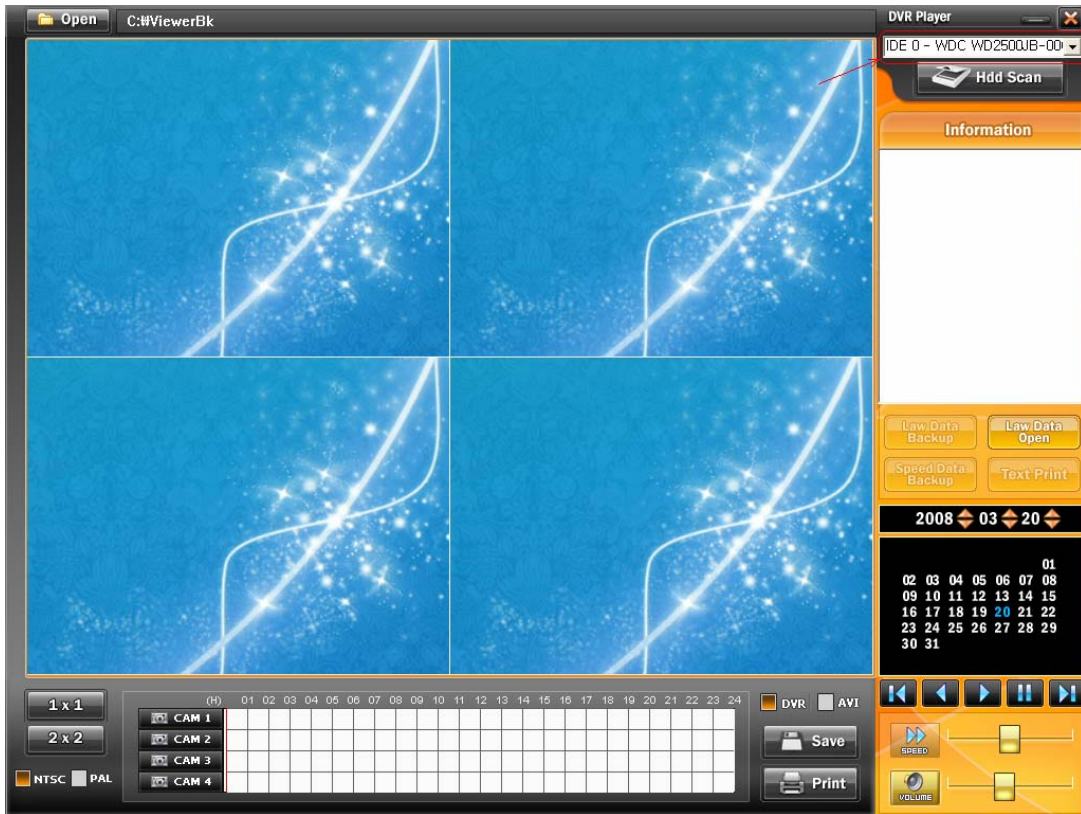 Open
C:₩ViewerBk
DVR Player
IDE 0 - WDC WD2500JB-00
Hdd Scan
Information
Law Data Backup
Law Data Open
Speed Data Backup
Text Print
2008 03 20
01
02 03 04 05 06 07 08
09 10 11 12 13 14 15
16 17 18 19 20 21 22
23 24 25 26 27 28 29
30 31
1 x 1
2 x 2
NTSC PAL
(H) 01 02 03 04 05 06 07 08 09 10 11 12 13 14 15 16 17 18 19 20 21 22 23 24
CAM 1
CAM 2
CAM 3
CAM 4
DVR AVI
Save
Print
SPEED
VOLUME